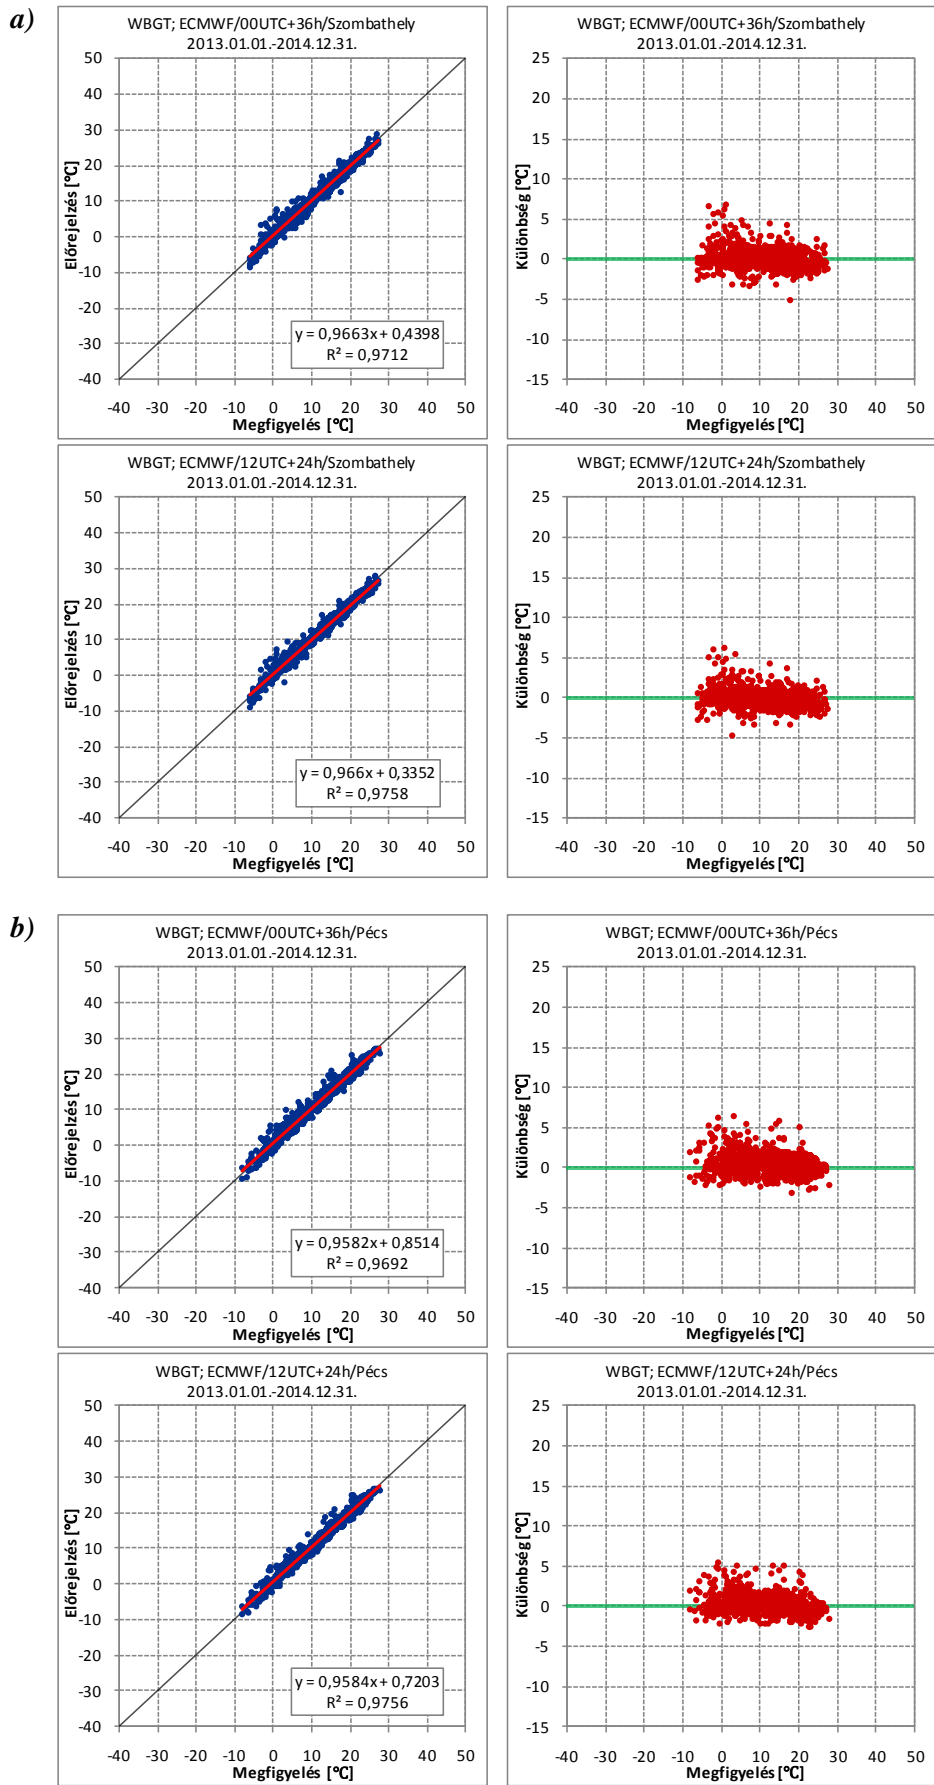 a)
WBGT; ECMWF/00UTC+36h/Szombathely
2013.01.01.-2014.12.31.
50
40
30
20
10
0
-10
-20
-30
-40
Előrejelzés [°C]
y = 0,9663x + 0,4398
R² = 0,9712
-40 -30 -20 -10 0 10 20 30 40 50
Megfigyelés [°C]
WBGT; ECMWF/00UTC+36h/Szombathely
2013.01.01.-2014.12.31.
25
20
15
10
5
0
-5
-10
-15
Különbség [°C]
-40 -30 -20 -10 0 10 20 30 40 50
Megfigyelés [°C]
WBGT; ECMWF/12UTC+24h/Szombathely
2013.01.01.-2014.12.31.
50
40
30
20
10
0
-10
-20
-30
-40
Előrejelzés [°C]
y = 0,966x + 0,3352
R² = 0,9758
-40 -30 -20 -10 0 10 20 30 40 50
Megfigyelés [°C]
WBGT; ECMWF/12UTC+24h/Szombathely
2013.01.01.-2014.12.31.
25
20
15
10
5
0
-5
-10
-15
Különbség [°C]
-40 -30 -20 -10 0 10 20 30 40 50
Megfigyelés [°C]
b)
WBGT; ECMWF/00UTC+36h/Pécs
2013.01.01.-2014.12.31.
50
40
30
20
10
0
-10
-20
-30
-40
Előrejelzés [°C]
y = 0,9582x + 0,8514
R² = 0,9692
-40 -30 -20 -10 0 10 20 30 40 50
Megfigyelés [°C]
WBGT; ECMWF/00UTC+36h/Pécs
2013.01.01.-2014.12.31.
25
20
15
10
5
0
-5
-10
-15
Különbség [°C]
-40 -30 -20 -10 0 10 20 30 40 50
Megfigyelés [°C]
WBGT; ECMWF/12UTC+24h/Pécs
2013.01.01.-2014.12.31.
50
40
30
20
10
0
-10
-20
-30
-40
Előrejelzés [°C]
y = 0,9584x + 0,7203
R² = 0,9756
-40 -30 -20 -10 0 10 20 30 40 50
Megfigyelés [°C]
WBGT; ECMWF/12UTC+24h/Pécs
2013.01.01.-2014.12.31.
25
20
15
10
5
0
-5
-10
-15
Különbség [°C]
-40 -30 -20 -10 0 10 20 30 40 50
Megfigyelés [°C]